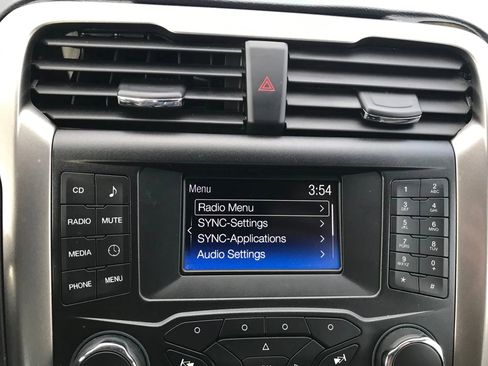 Menu 3:54
Radio Menu >
SYNC-Settings >
SYNC-Applications >
Audio Settings >
CD
RADIO MUTE
MEDIA
PHONE MENU
1 2 ABC
3 DEF 4 GHI
5 JKL 6 MNO
7 PQRS 8 TUV
9 WXYZ 0 +
* #